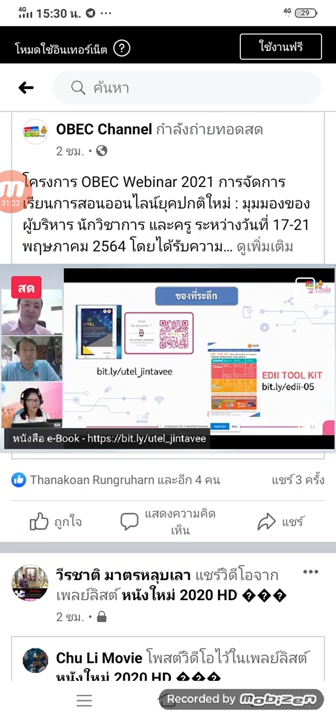 4G 15:30 น. 4G 29
โหมดใช้อินเทอร์เน็ต ? ใช้งานฟรี
ค้นหา
OBEC Channel กำลังถ่ายทอดสด
2 ชม.
โครงการ OBEC Webinar 2021 การจัดการ
เรียนการสอนออนไลน์ยุคปกติใหม่ : มุมมองของ
ผู้บริหาร นักวิชาการ และครู ระหว่างวันที่ 17-21
พฤษภาคม 2564 โดยได้รับความ... ดูเพิ่มเติม
31:22
สด
ของที่ระลึก
UTEL
bit.ly/utel_jintavee
EDII TOOL KIT
bit.ly/edii-05
หนังสือ e-Book - https://bit.ly/utel_jintavee
Thanakoan Rungruharn และอีก 4 คน แชร์ 3 ครั้ง
ถูกใจ
แสดงความคิด
เห็น
แชร์
วีรชาติ มาตรหลุบเลา แชร์วิดีโอจาก
เพลย์ลิสต์ หนังใหม่ 2020 HD ���
2 ชม.
Chu Li Movie โพสต์วิดีโอไว้ในเพลย์ลิสต์
หนังใหม่ 2020 HD ���
Recorded by MOBIZEN